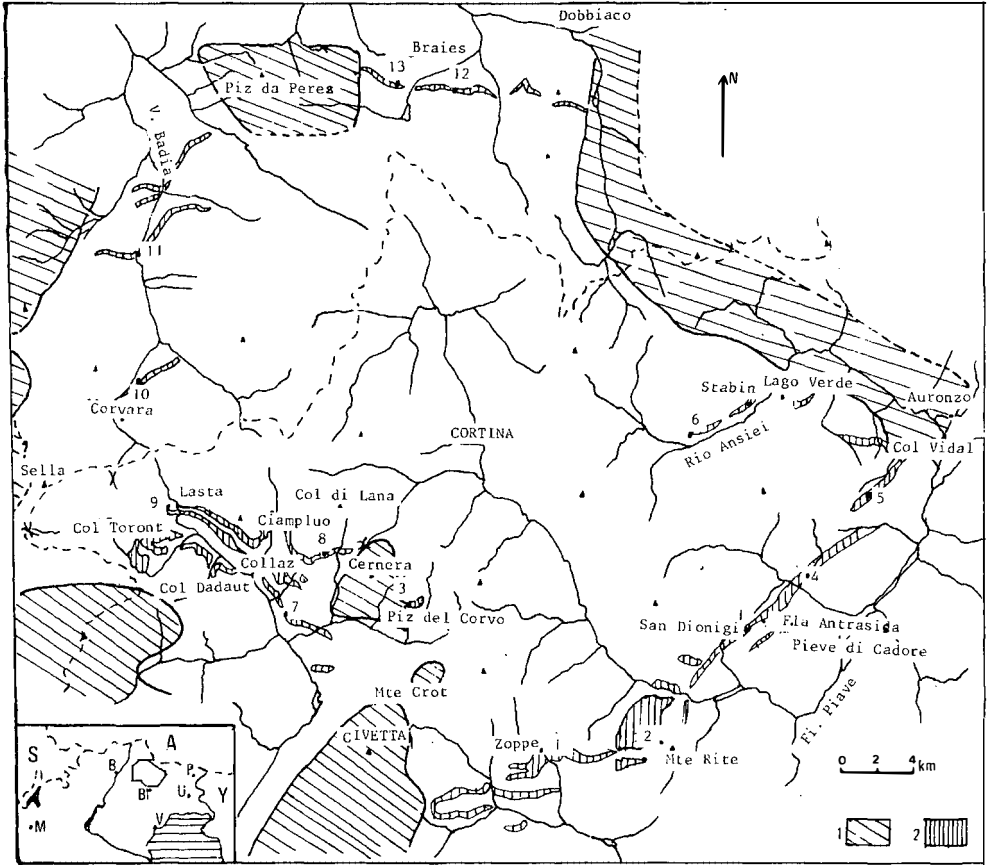 Dobbiaco
Braies
13
12
N
Piz da Peres
V. Badia
11
10
Corvara
Stabin
Lago Verde
Auronzo
6
Rio Ansiei
CORTINA
Col Vidal
5
Sella
9
Lasta
Col di Lana
Col Toront
Ciampluo
8
Cernera
Collaz
3
4
Col Dadaut
7
Piz del Corvo
San Dionigi
F.la Antrasida
Pieve di Cadore
Mte Crot
Fi. Piave
CIVETTA
Zoppe
2
Mte Rite
0 2 4 km
S
A
B
P.
Br
U.
Y
M
V
1
2